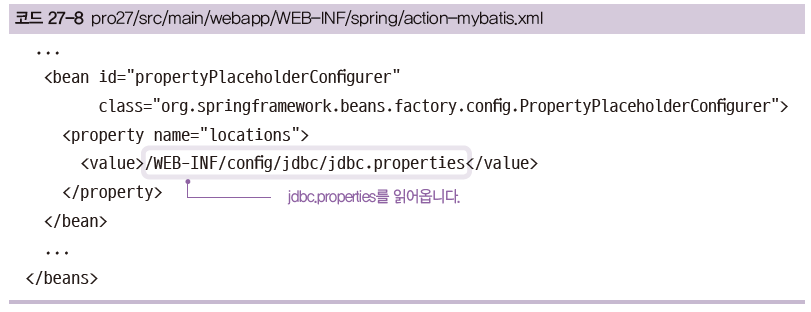 코드 27-8 pro27/src/main/webapp/WEB-INF/spring/action-mybatis.xml
...
<bean id="propertyPlaceholderConfigurer"
class="org.springframework.beans.factory.config.PropertyPlaceholderConfigurer">
<property name="locations">
<value>/WEB-INF/config/jdbc/jdbc.properties</value>
</property>
jdbc.properties를 읽어옵니다.
</bean>
...
</beans>